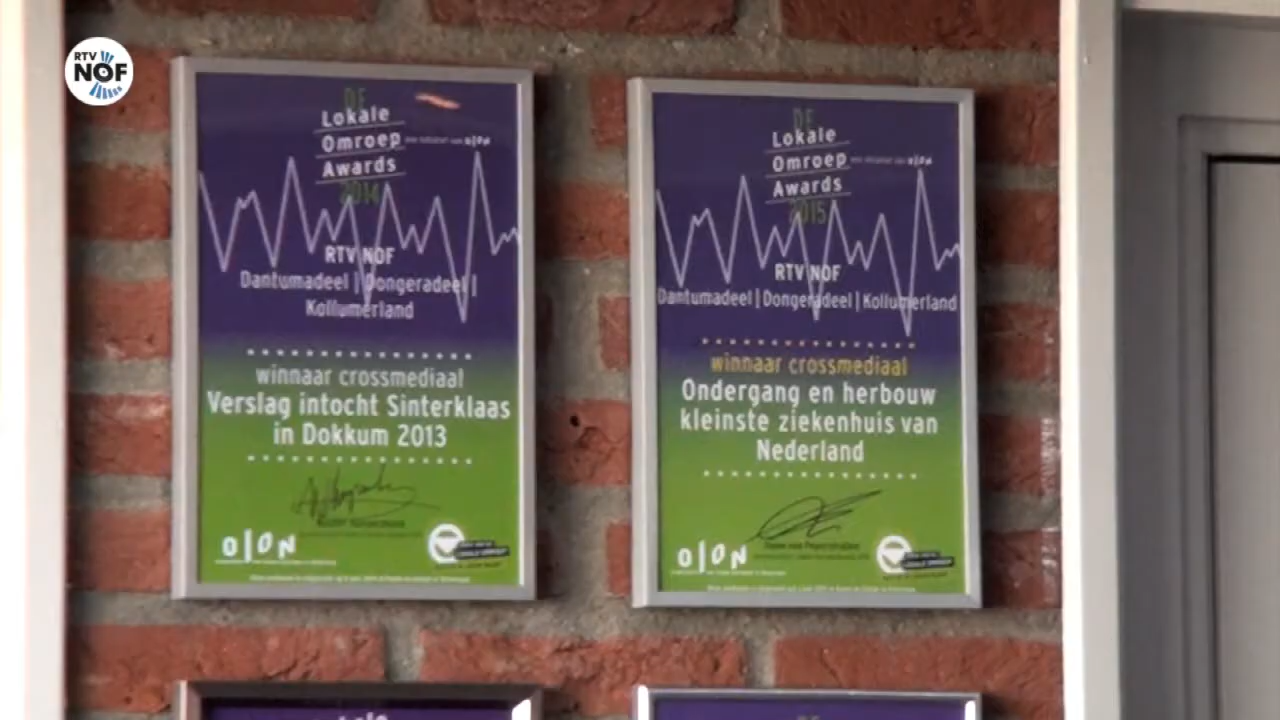 RTV
NOF
DE
Lokale
Omroep
Awards
2014
RTV NOF
Dantumadeel | Dongeradeel |
Kollumerland
winnaar crossmediaal
Verslag intocht Sinterklaas
in Dokkum 2013
O|ON
DE
Lokale
Omroep
Awards
2015
RTV NOF
Dantumadeel | Dongeradeel | Kollumerland
winnaar crossmediaal
Ondergang en herbouw
kleinste ziekenhuis van
Nederland
O|ON